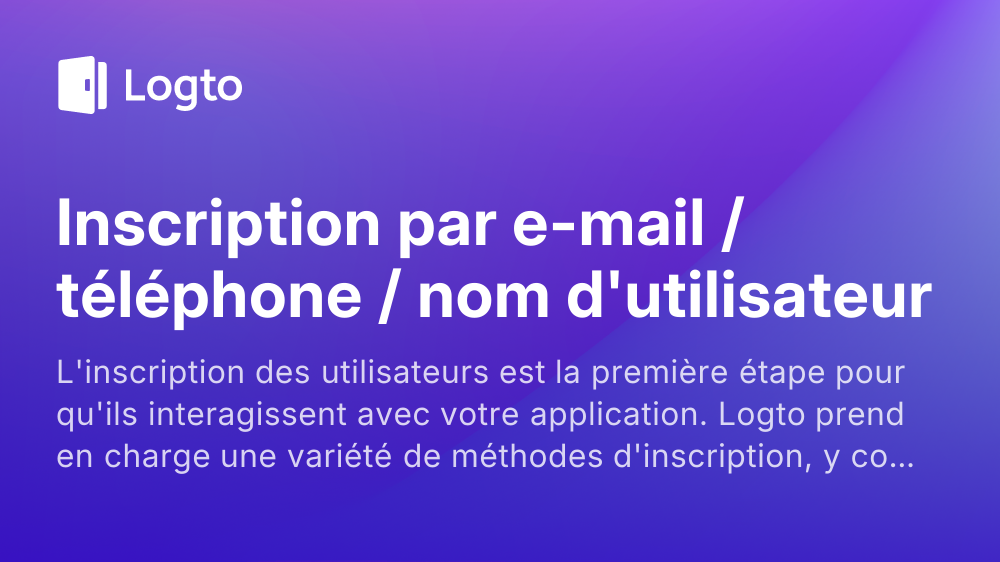 Logto
Inscription par e-mail /
téléphone / nom d'utilisateur
L'inscription des utilisateurs est la première étape pour
qu'ils interagissent avec votre application. Logto prend
en charge une variété de méthodes d'inscription, y co...